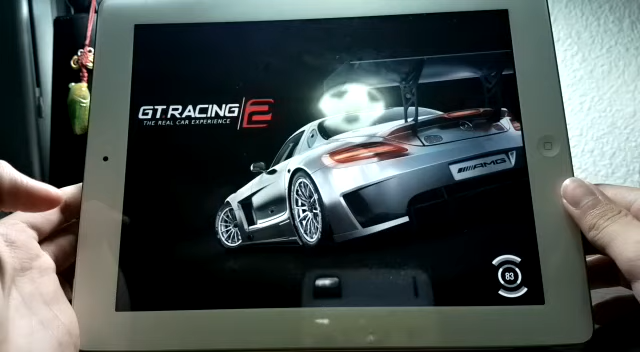 GT RACING 2
THE REAL CAR EXPERIENCE
AMG
83